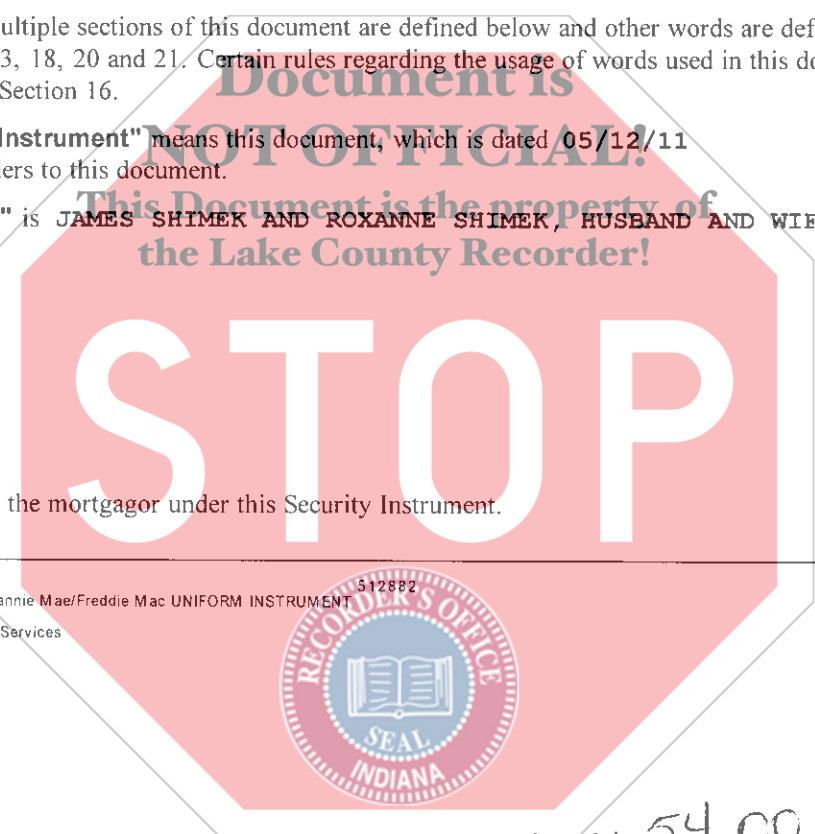 ultiple sections of this document are defined below and other words are def
3, 18, 20 and 21. Certain rules regarding the usage of words used in this do
Section 16.
Document is
Instrument" means this document, which is dated 05/12/11
NOT OFFICIAL!
ders to this document.
This Document is the property of
" is JAMES SHIMEK AND ROXANNE SHIMEK, HUSBAND AND WIF
the Lake County Recorder!
STOP
the mortgagor under this Security Instrument.
annie Mae/Freddie Mac UNIFORM INSTRUMENT 512882
Services
RECORDER'S OFFICE
SEAL
INDIANA
54.00